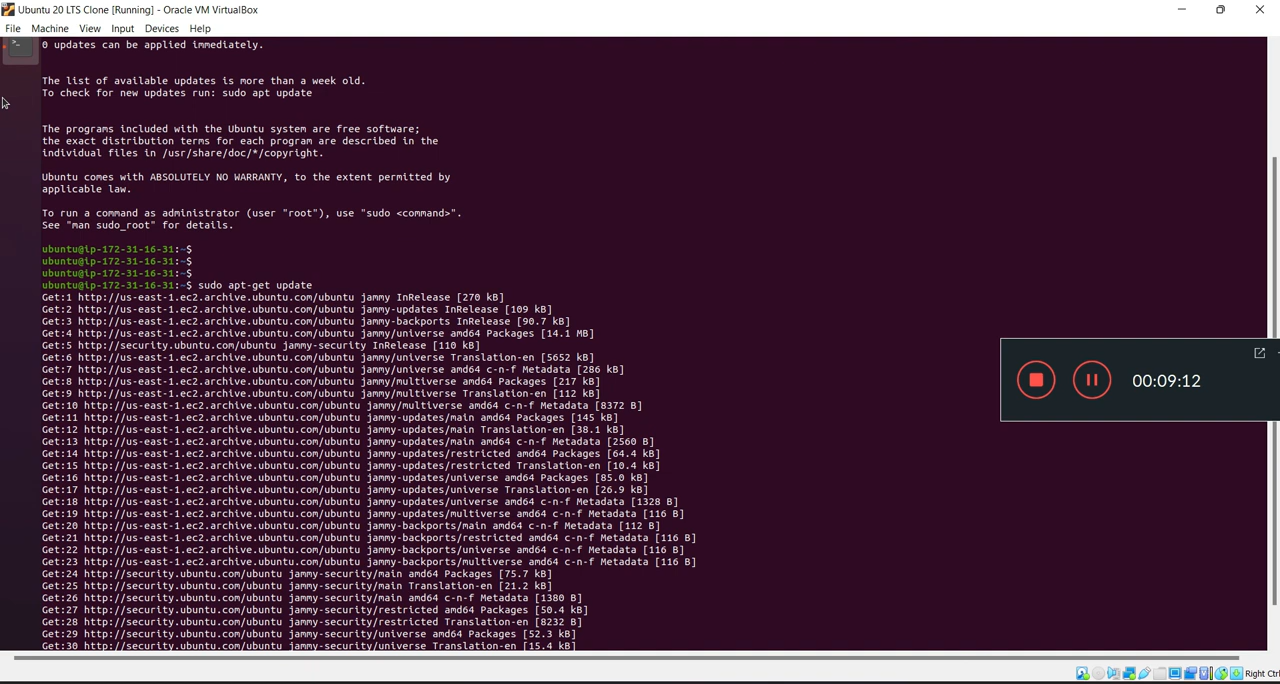 Ubuntu 20 LTS Clone [Running] - Oracle VM VirtualBox
File Machine View Input Devices Help
0 updates can be applied immediately.
The list of available updates is more than a week old.
To check for new updates run: sudo apt update
The programs included with the Ubuntu system are free software;
the exact distribution terms for each program are described in the
individual files in /usr/share/doc/*/copyright.
Ubuntu comes with ABSOLUTELY NO WARRANTY, to the extent permitted by
applicable law.
To run a command as administrator (user "root"), use "sudo <command>".
See "man sudo_root" for details.
ubuntu@ip-172-31-16-31:~$
ubuntu@ip-172-31-16-31:~$
ubuntu@ip-172-31-16-31:~$
ubuntu@ip-172-31-16-31:~$ sudo apt-get update
Get:1 http://us-east-1.ec2.archive.ubuntu.com/ubuntu jammy InRelease [270 kB]
Get:2 http://us-east-1.ec2.archive.ubuntu.com/ubuntu jammy-updates InRelease [109 kB]
Get:3 http://us-east-1.ec2.archive.ubuntu.com/ubuntu jammy-backports InRelease [90.7 kB]
Get:4 http://us-east-1.ec2.archive.ubuntu.com/ubuntu jammy/universe amd64 Packages [14.1 MB]
Get:5 http://security.ubuntu.com/ubuntu jammy-security InRelease [110 kB]
Get:6 http://us-east-1.ec2.archive.ubuntu.com/ubuntu jammy/universe Translation-en [5652 kB]
Get:7 http://us-east-1.ec2.archive.ubuntu.com/ubuntu jammy/universe amd64 c-n-f Metadata [286 kB]
Get:8 http://us-east-1.ec2.archive.ubuntu.com/ubuntu jammy/multiverse amd64 Packages [217 kB]
Get:9 http://us-east-1.ec2.archive.ubuntu.com/ubuntu jammy/multiverse Translation-en [112 kB]
Get:10 http://us-east-1.ec2.archive.ubuntu.com/ubuntu jammy/multiverse amd64 c-n-f Metadata [8372 B]
Get:11 http://us-east-1.ec2.archive.ubuntu.com/ubuntu jammy-updates/main amd64 Packages [145 kB]
Get:12 http://us-east-1.ec2.archive.ubuntu.com/ubuntu jammy-updates/main Translation-en [38.1 kB]
Get:13 http://us-east-1.ec2.archive.ubuntu.com/ubuntu jammy-updates/main amd64 c-n-f Metadata [2560 B]
Get:14 http://us-east-1.ec2.archive.ubuntu.com/ubuntu jammy-updates/restricted amd64 Packages [64.4 kB]
Get:15 http://us-east-1.ec2.archive.ubuntu.com/ubuntu jammy-updates/restricted Translation-en [10.4 kB]
Get:16 http://us-east-1.ec2.archive.ubuntu.com/ubuntu jammy-updates/universe amd64 Packages [85.0 kB]
Get:17 http://us-east-1.ec2.archive.ubuntu.com/ubuntu jammy-updates/universe Translation-en [26.9 kB]
Get:18 http://us-east-1.ec2.archive.ubuntu.com/ubuntu jammy-updates/universe amd64 c-n-f Metadata [1328 B]
Get:19 http://us-east-1.ec2.archive.ubuntu.com/ubuntu jammy-updates/multiverse amd64 c-n-f Metadata [116 B]
Get:20 http://us-east-1.ec2.archive.ubuntu.com/ubuntu jammy-backports/main amd64 c-n-f Metadata [112 B]
Get:21 http://us-east-1.ec2.archive.ubuntu.com/ubuntu jammy-backports/restricted amd64 c-n-f Metadata [116 B]
Get:22 http://us-east-1.ec2.archive.ubuntu.com/ubuntu jammy-backports/universe amd64 c-n-f Metadata [116 B]
Get:23 http://us-east-1.ec2.archive.ubuntu.com/ubuntu jammy-backports/multiverse amd64 c-n-f Metadata [116 B]
Get:24 http://security.ubuntu.com/ubuntu jammy-security/main amd64 Packages [75.7 kB]
Get:25 http://security.ubuntu.com/ubuntu jammy-security/main Translation-en [21.2 kB]
Get:26 http://security.ubuntu.com/ubuntu jammy-security/main amd64 c-n-f Metadata [1380 B]
Get:27 http://security.ubuntu.com/ubuntu jammy-security/restricted amd64 Packages [50.4 kB]
Get:28 http://security.ubuntu.com/ubuntu jammy-security/restricted Translation-en [8232 B]
Get:29 http://security.ubuntu.com/ubuntu jammy-security/universe amd64 Packages [52.3 kB]
Get:30 http://security.ubuntu.com/ubuntu jammy-security/universe Translation-en [15.4 kB]
00:09:12
Right Ctrl